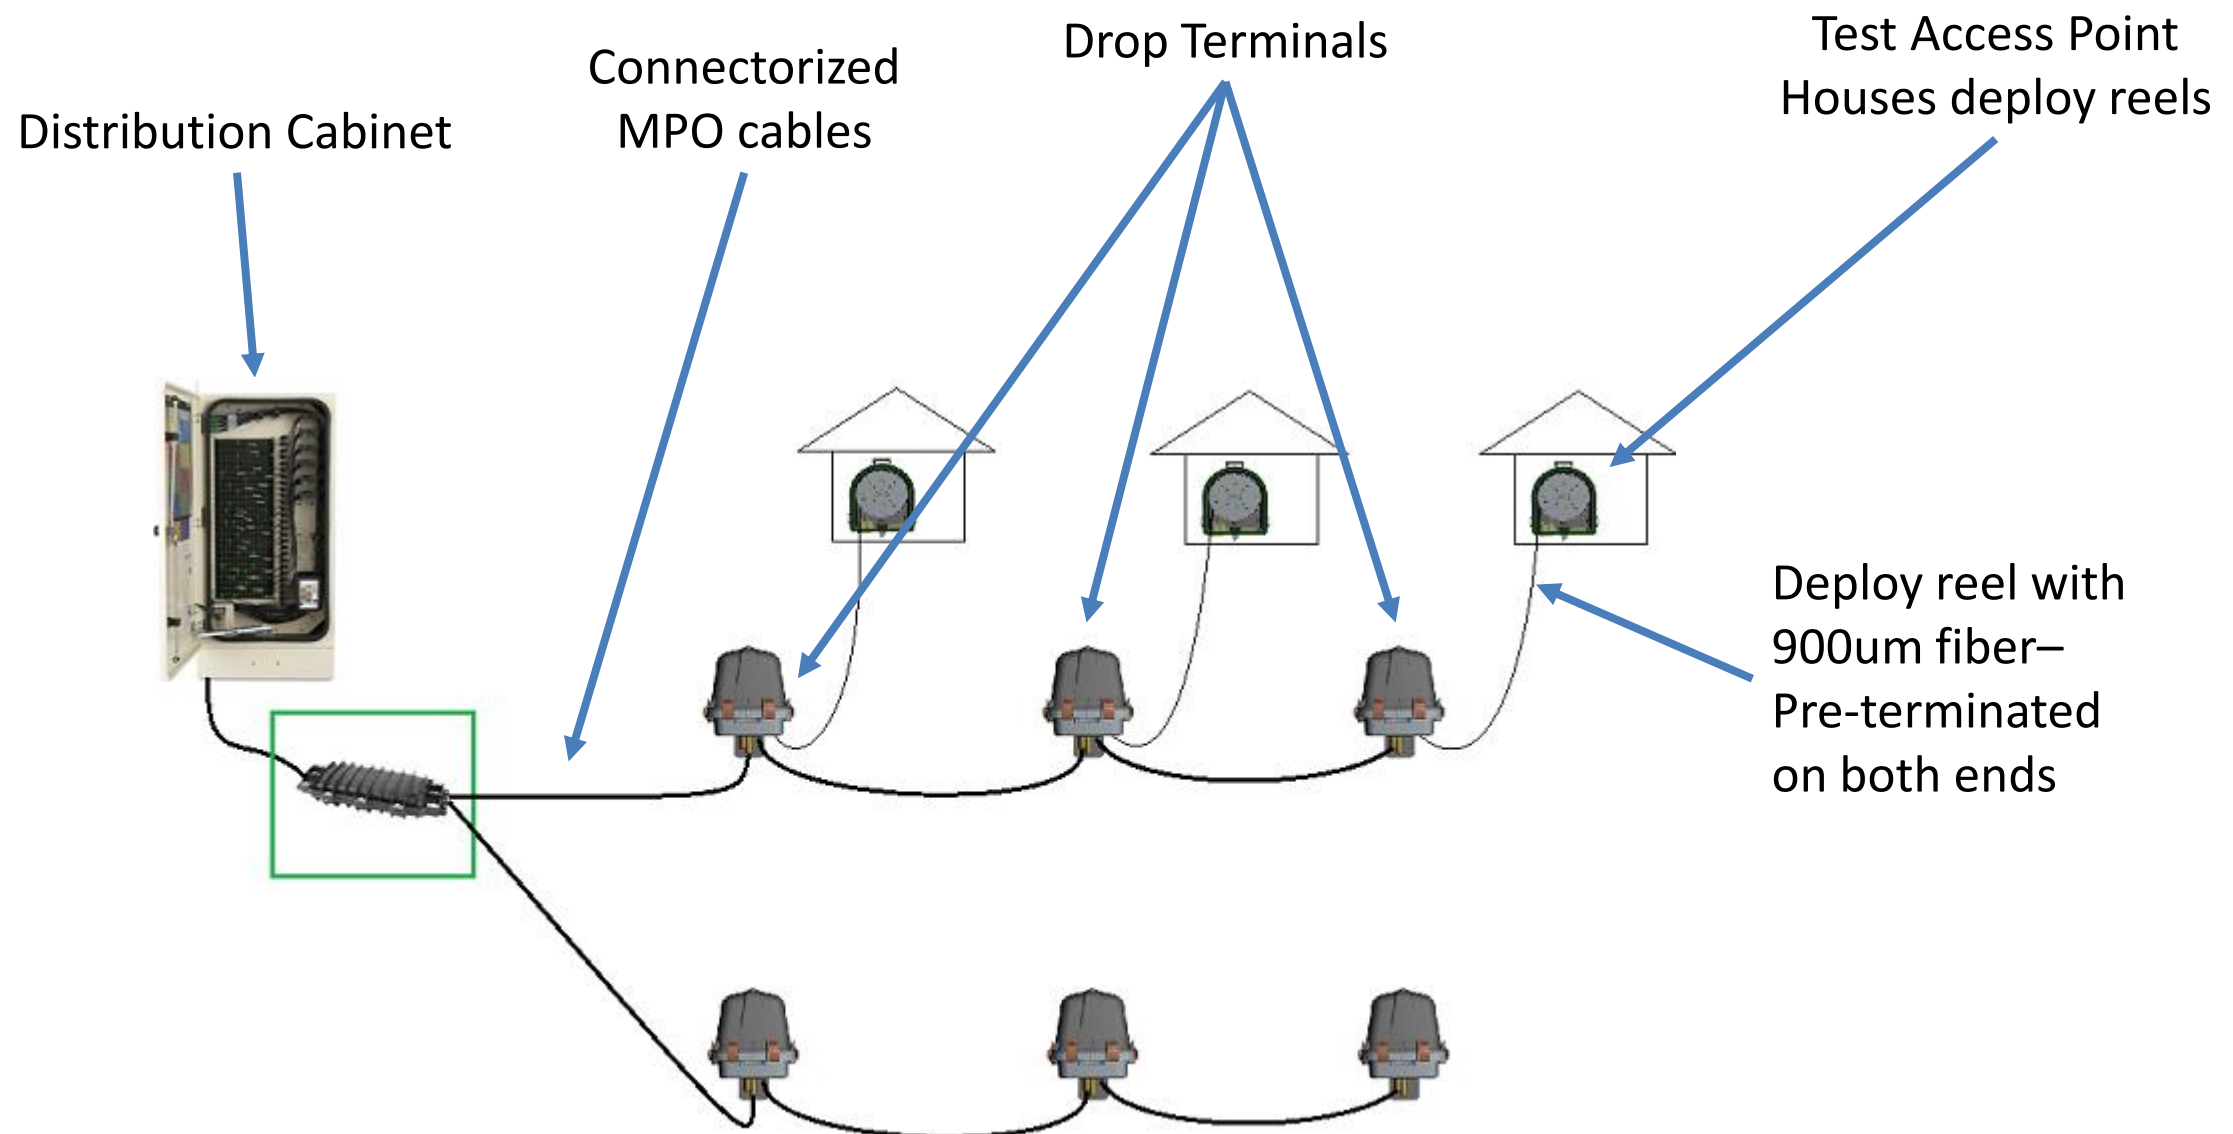 Distribution Cabinet
Connectorized
MPO cables
Drop Terminals
Test Access Point
Houses deploy reels
Deploy reel with
900um fiber–
Pre-terminated
on both ends